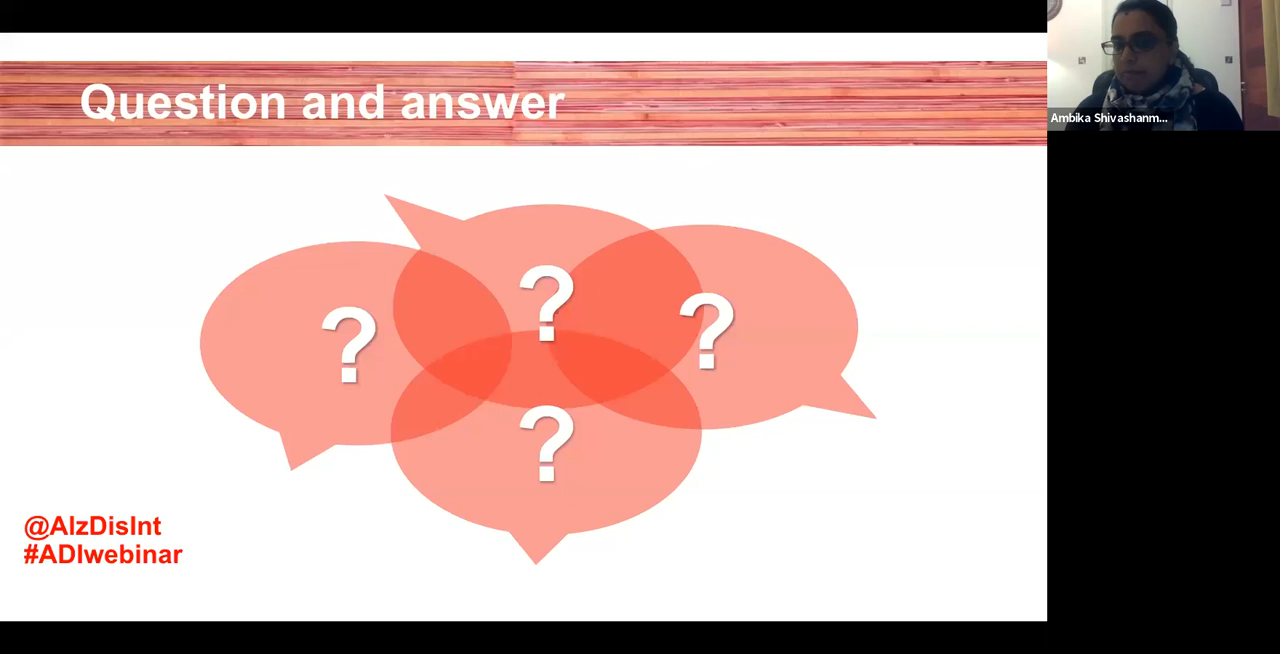 Question and answer
Ambika Shivashanm...
?
?
?
?
@AlzDisInt
#ADIwebinar